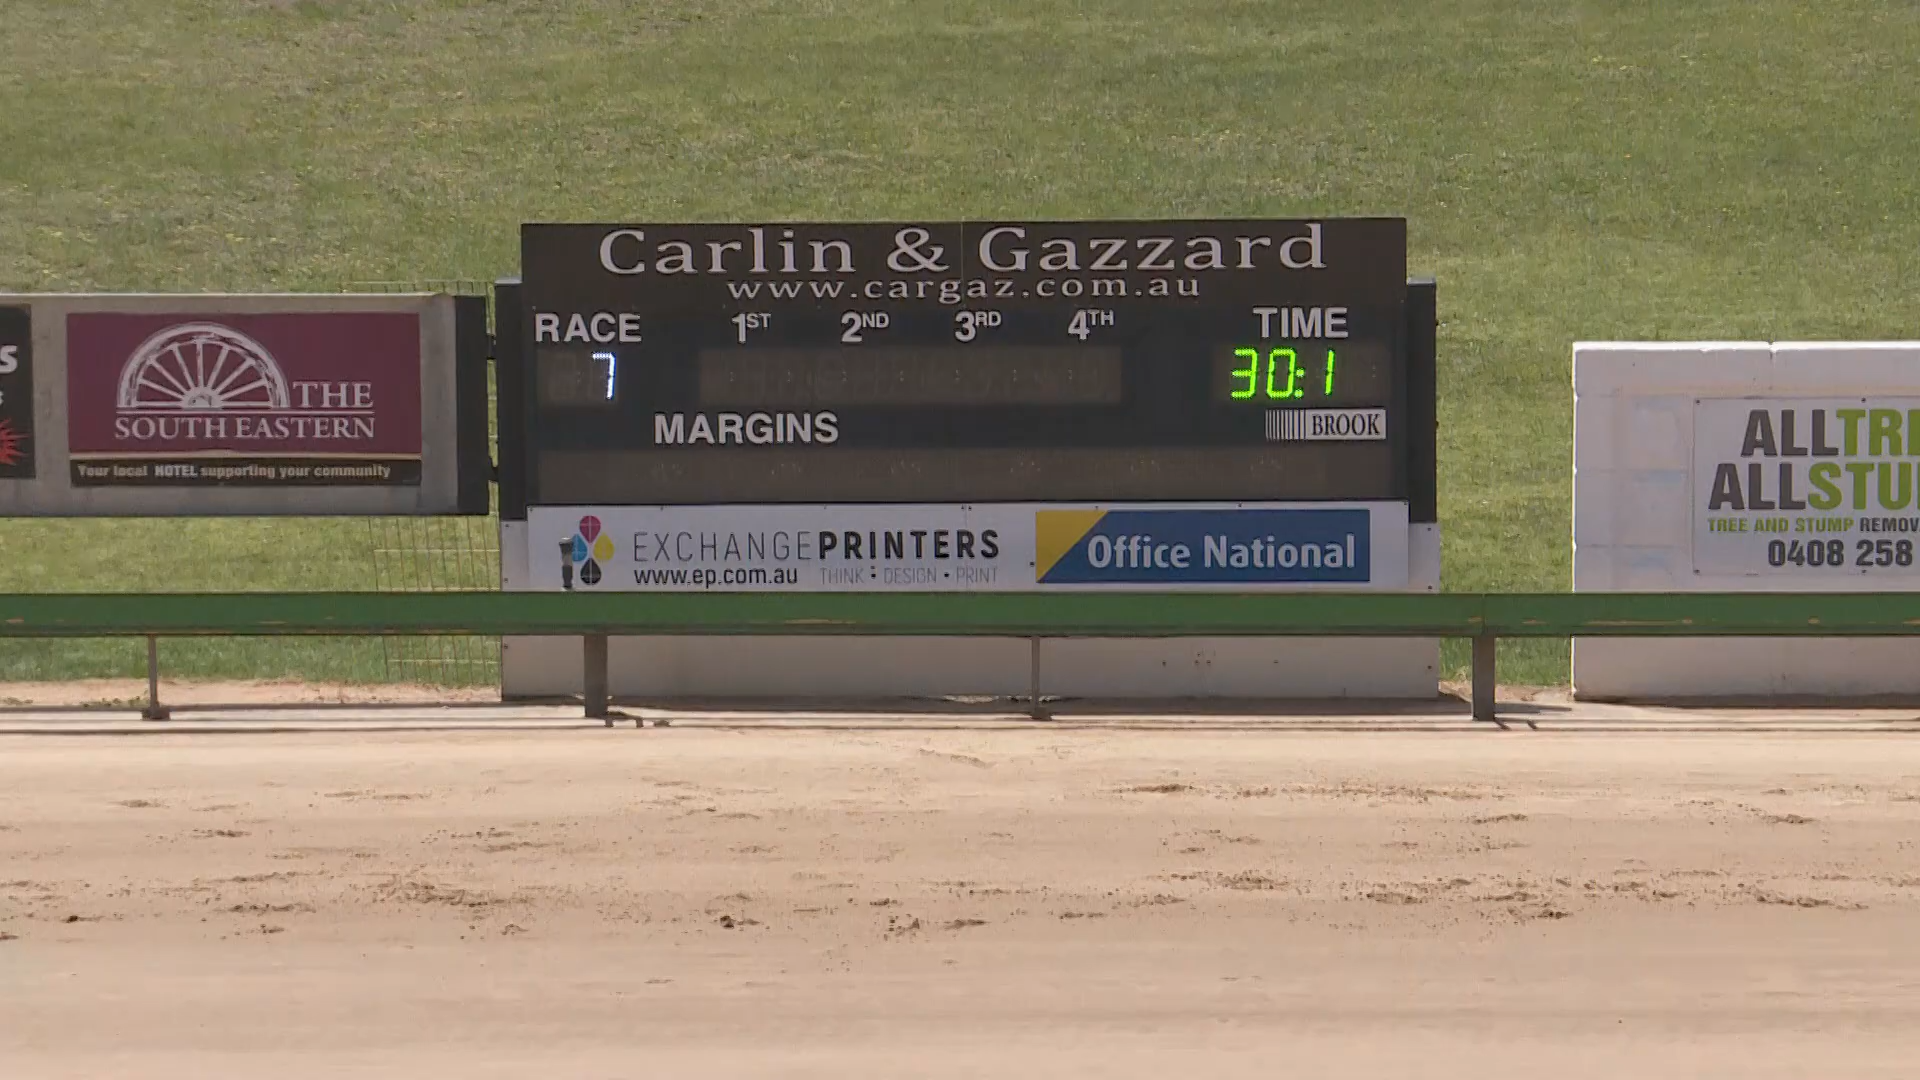 Carlin & Gazzard
www.cargaz.com.au
RACE 1ST 2ND 3RD 4TH TIME
7 30:1
MARGINS
BROOK
THE
SOUTH EASTERN
Your local HOTEL supporting your community
EXCHANGEPRINTERS
www.ep.com.au THINK : DESIGN • PRINT
Office National
ALLTR
ALLSTU
TREE AND STUMP REMOV
0408 258
S